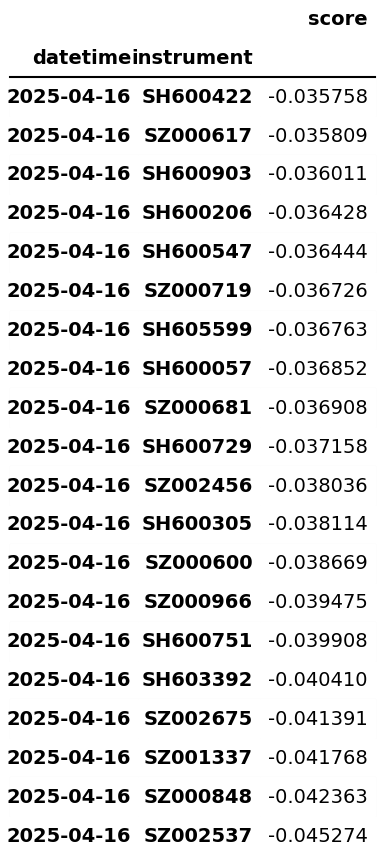 score
datetime instrument
2025-04-16 SH600422 -0.035758
2025-04-16 SZ000617 -0.035809
2025-04-16 SH600903 -0.036011
2025-04-16 SH600206 -0.036428
2025-04-16 SH600547 -0.036444
2025-04-16 SZ000719 -0.036726
2025-04-16 SH605599 -0.036763
2025-04-16 SH600057 -0.036852
2025-04-16 SZ000681 -0.036908
2025-04-16 SH600729 -0.037158
2025-04-16 SZ002456 -0.038036
2025-04-16 SH600305 -0.038114
2025-04-16 SZ000600 -0.038669
2025-04-16 SZ000966 -0.039475
2025-04-16 SH600751 -0.039908
2025-04-16 SH603392 -0.040410
2025-04-16 SZ002675 -0.041391
2025-04-16 SZ001337 -0.041768
2025-04-16 SZ000848 -0.042363
2025-04-16 SZ002537 -0.045274